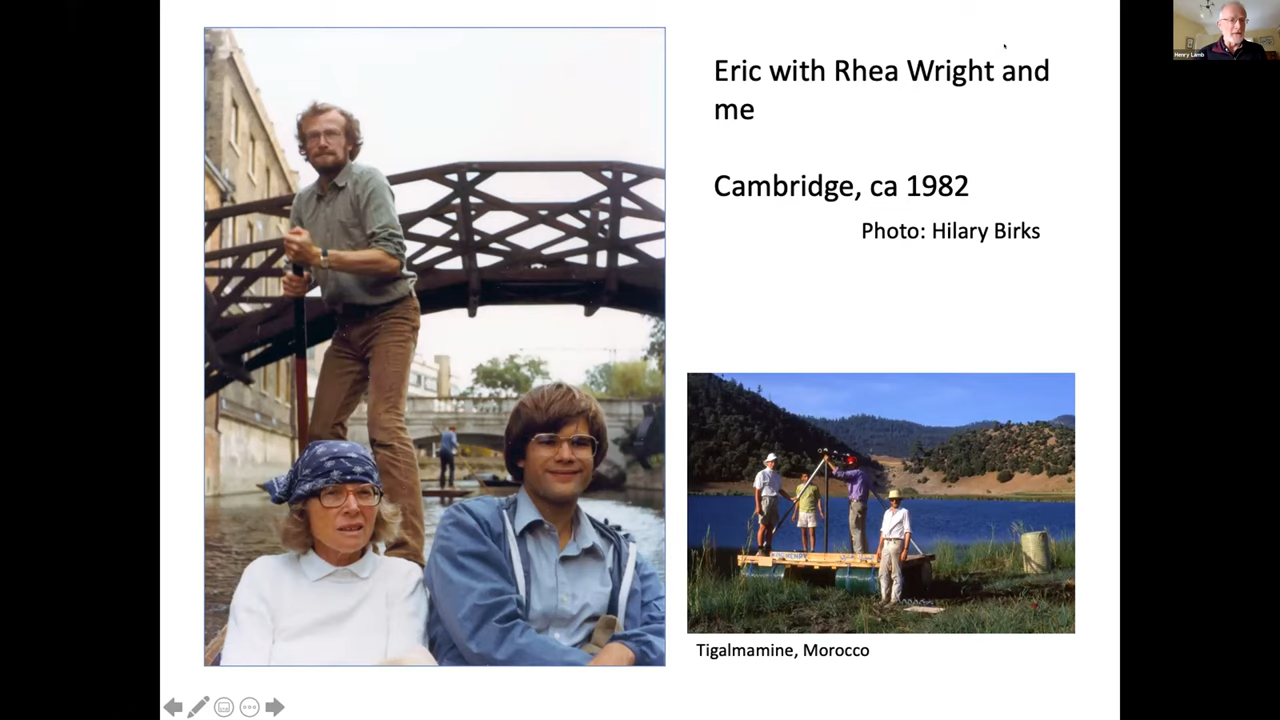 Eric with Rhea Wright and
me
Cambridge, ca 1982
Photo: Hilary Birks
Tigalmamine, Morocco
Henry Lamb